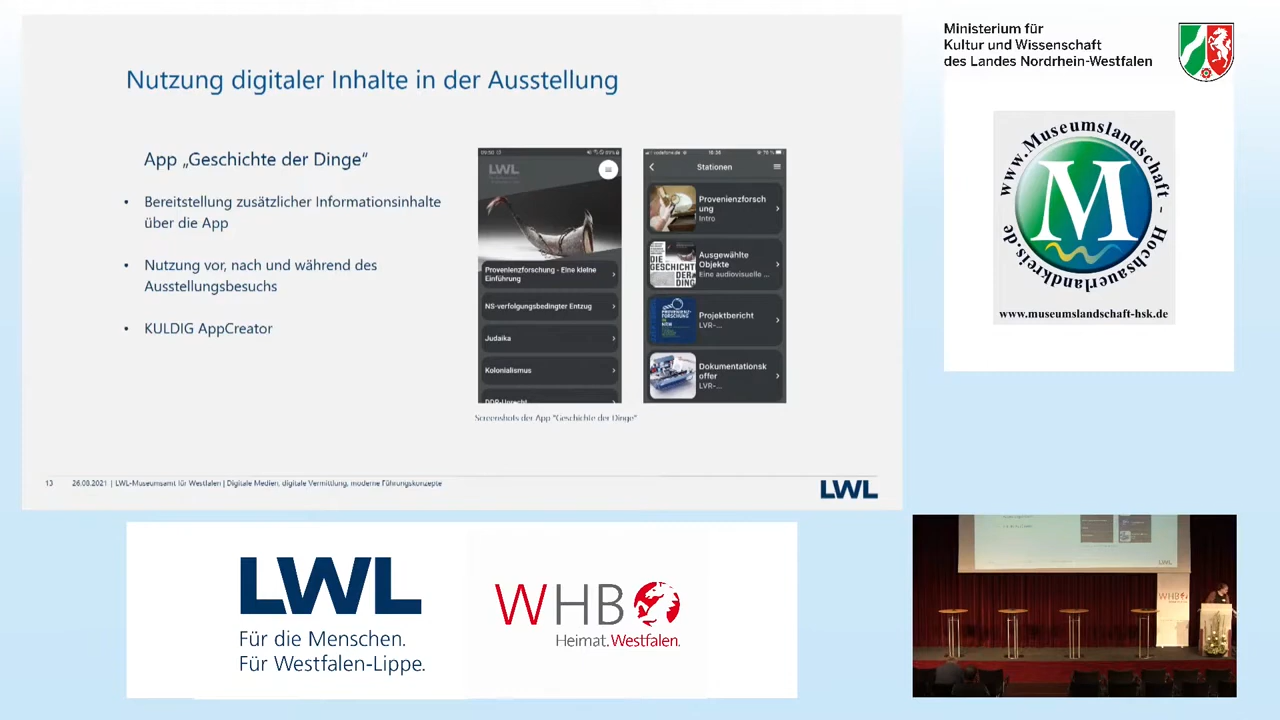 Nutzung digitaler Inhalte in der Ausstellung
App „Geschichte der Dinge“
• Bereitstellung zusätzlicher Informationsinhalte
über die App
• Nutzung vor, nach und während des
Ausstellungsbesuchs
• KULDIG AppCreator
LWL
Provenienzforschung - Eine kleine
Einführung
NS-verfolgungsbedingter Entzug
Judaika
Kolonialismus
DDR-Unrecht
Stationen
Provenienzforsch
ung
Intro
Ausgewählte
Objekte
Eine audiovisuelle ...
Projektbericht
LVR-...
Dokumentationsk
offer
LVR-...
Screenshots der App "Geschichte der Dinge"
13 26.08.2021 | LWL-Museumsamt für Westfalen | Digitale Medien, digitale Vermittlung, moderne Führungskonzepte
LWL
Ministerium für
Kultur und Wissenschaft
des Landes Nordrhein-Westfalen
www.Museumslandschaft - Hochsauerlandkreis.de
M
www.museumslandschaft-hsk.de
LWL
Für die Menschen.
Für Westfalen-Lippe.
WHB
Heimat.Westfalen.
WHB